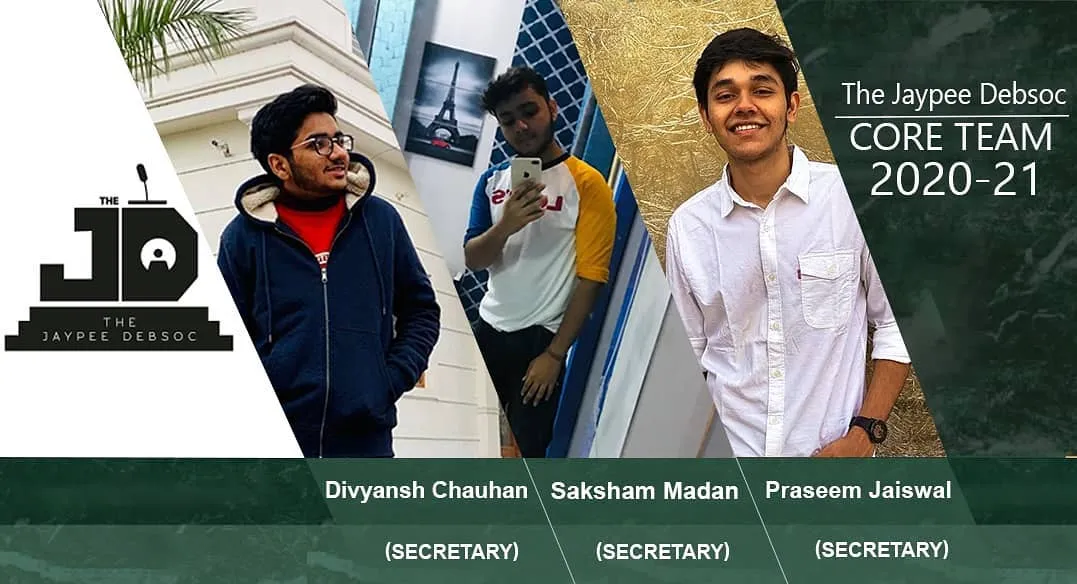 THE
JD
THE
JAYPEE DEBSOC
The Jaypee Debsoc
CORE TEAM
2020-21
Divyansh Chauhan
Saksham Madan
Praseem Jaiswal
(SECRETARY)
(SECRETARY)
(SECRETARY)